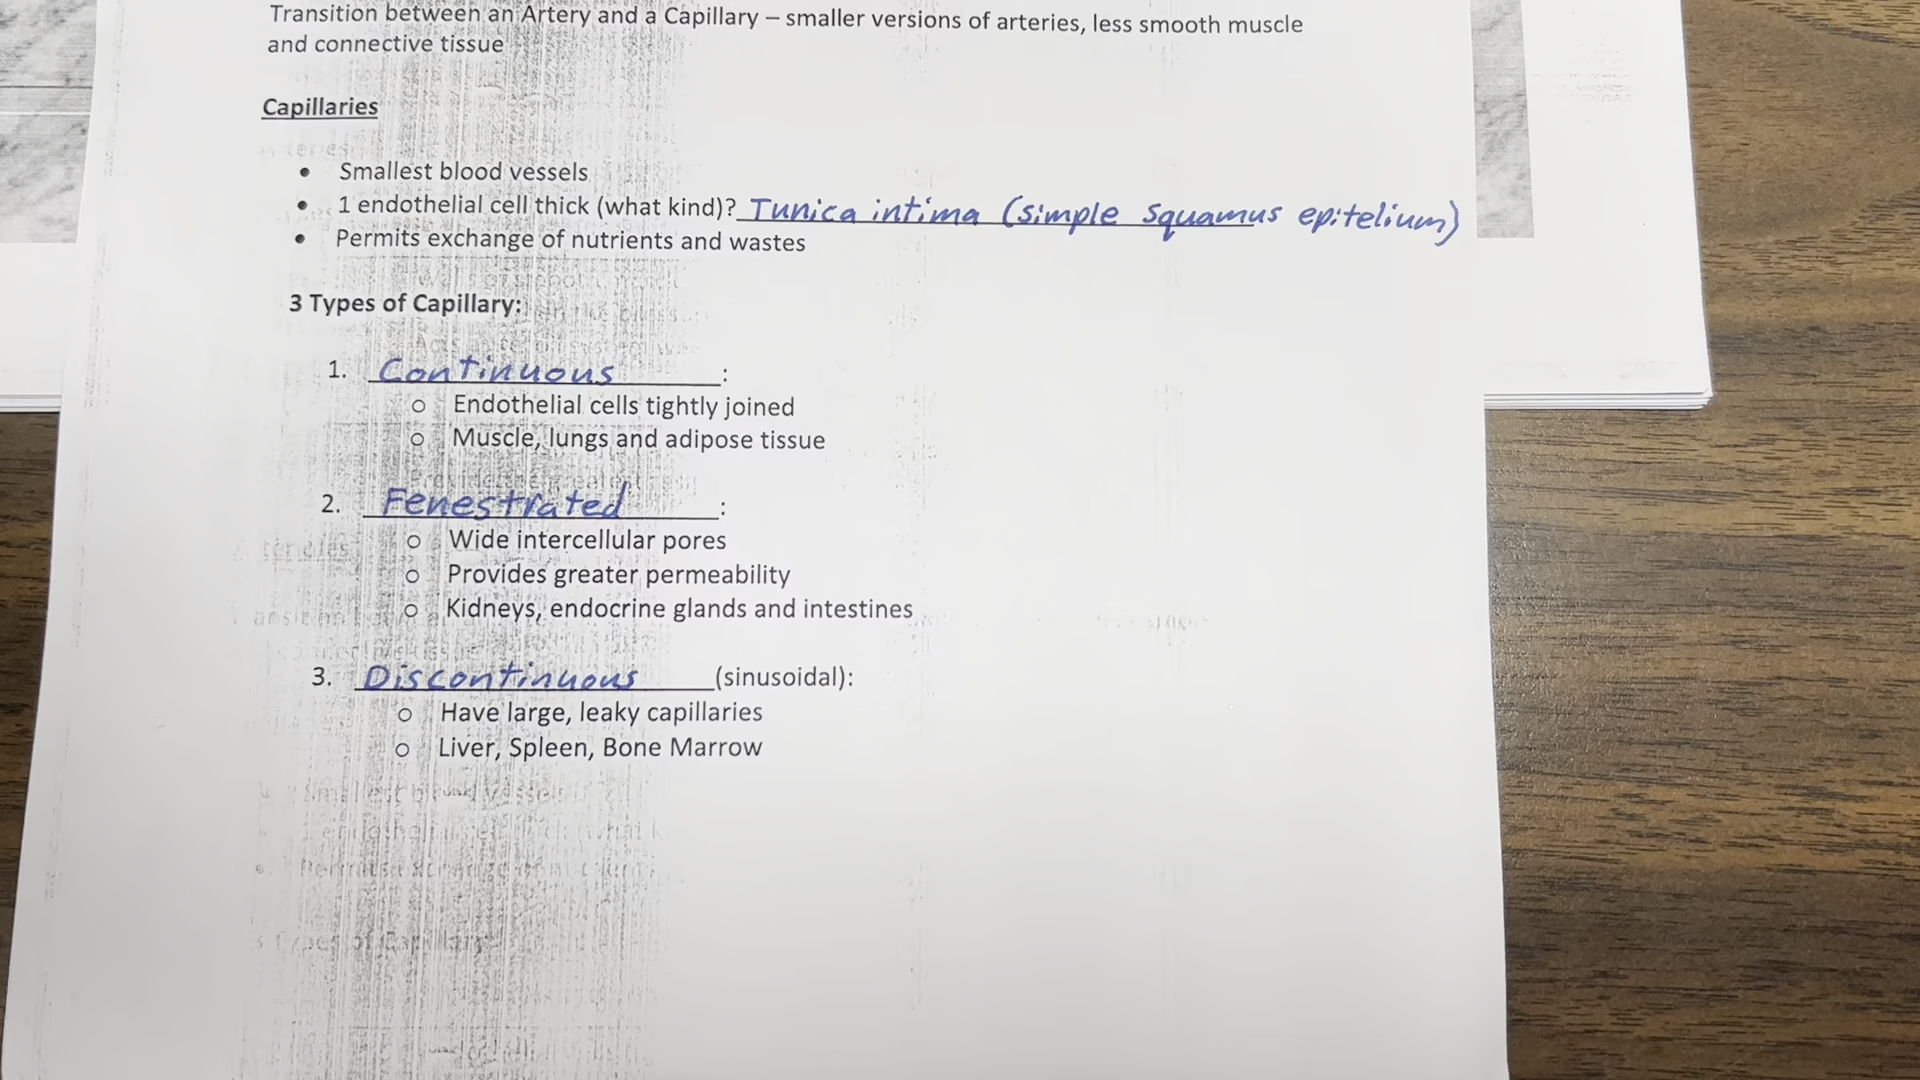 Transition between an Artery and a Capillary – smaller versions of arteries, less smooth muscle
and connective tissue
Capillaries
• Smallest blood vessels
• 1 endothelial cell thick (what kind)? Tunica intima (simple squamus epitelium)
• Permits exchange of nutrients and wastes
3 Types of Capillary:
1. Continuous :
o Endothelial cells tightly joined
o Muscle, lungs and adipose tissue
2. Fenestrated :
o Wide intercellular pores
o Provides greater permeability
o Kidneys, endocrine glands and intestines
3. Discontinuous (sinusoidal):
o Have large, leaky capillaries
o Liver, Spleen, Bone Marrow
s Types of Capillary